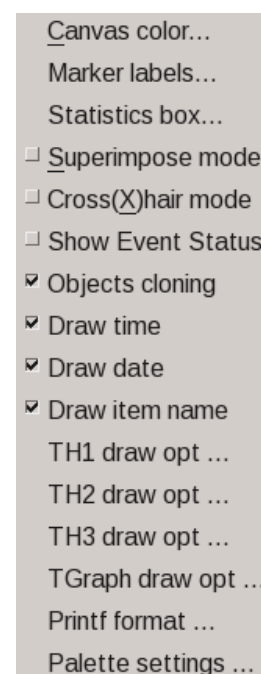 Canvas color...
Marker labels...
Statistics box...
Superimpose mode
Cross(X)hair mode
Show Event Status
Objects cloning
Draw time
Draw date
Draw item name
TH1 draw opt ...
TH2 draw opt ...
TH3 draw opt ...
TGraph draw opt ...
Printf format ...
Palette settings ...